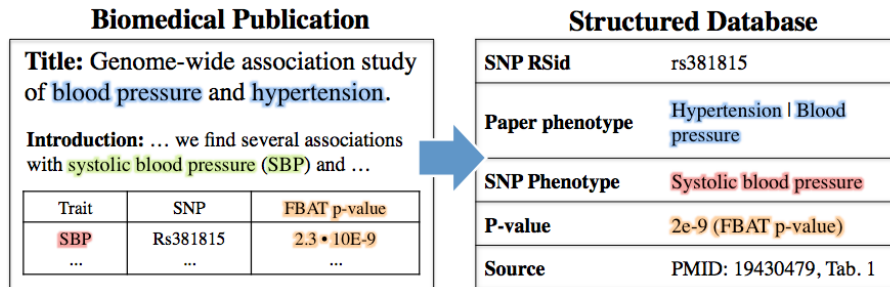 Biomedical Publication
Title: Genome-wide association study
of blood pressure and hypertension.
Introduction: … we find several associations
with systolic blood pressure (SBP) and …
Trait SNP FBAT p-value
SBP Rs381815 2.3 • 10E-9
... ... ...
Structured Database
SNP RSid rs381815
Paper phenotype Hypertension | Blood
pressure
SNP Phenotype Systolic blood pressure
P-value 2e-9 (FBAT p-value)
Source PMID: 19430479, Tab. 1